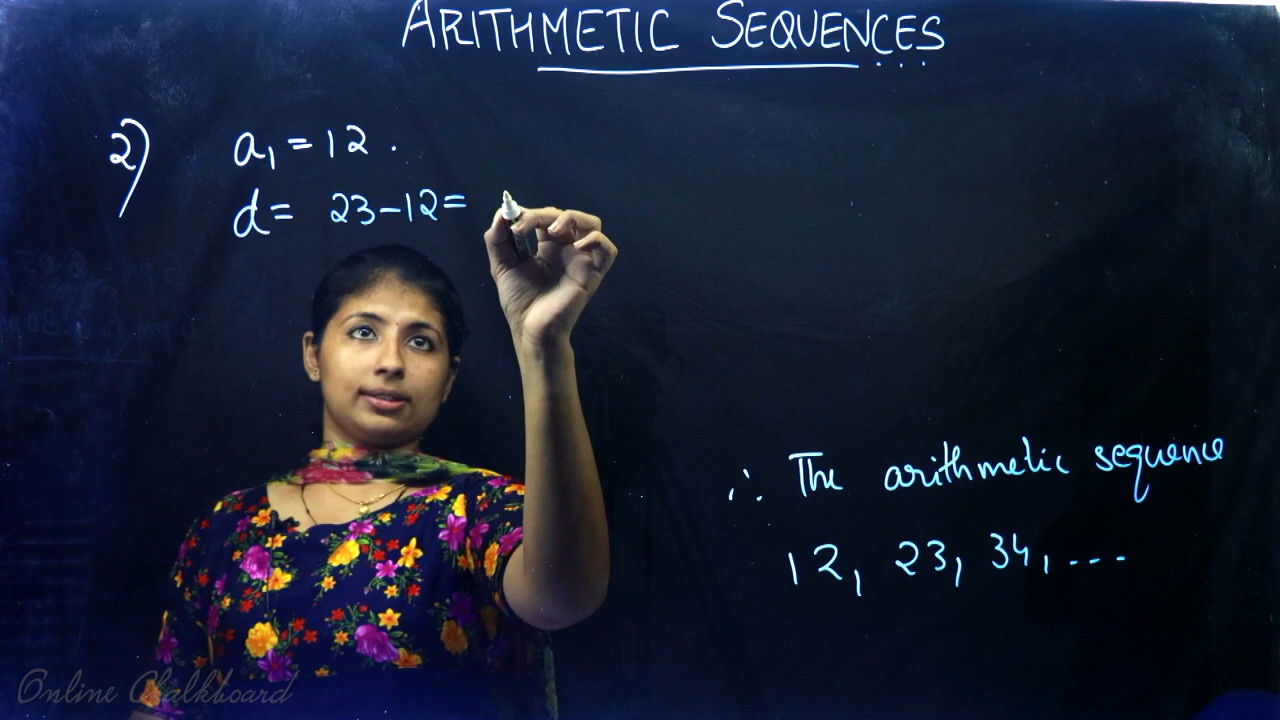 ARITHMETIC SEQUENCES
2) a₁ = 12.
d = 23-12=
∴ The arithmetic sequence
12, 23, 34, ...
Online Chalkboard